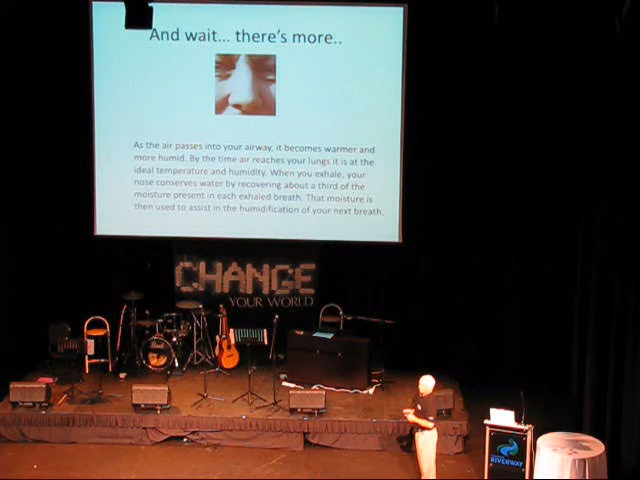 And wait... there's more..
As the air passes into your airway, it becomes warmer and
more humid. By the time air reaches your lungs it is at the
ideal temperature and humidity. When you exhale, your
nose conserves water by recovering about a third of the
moisture present in each exhaled breath. That moisture is
then used to assist in the humidification of your next breath.
CHANGE
YOUR WORLD
RIVERWAY